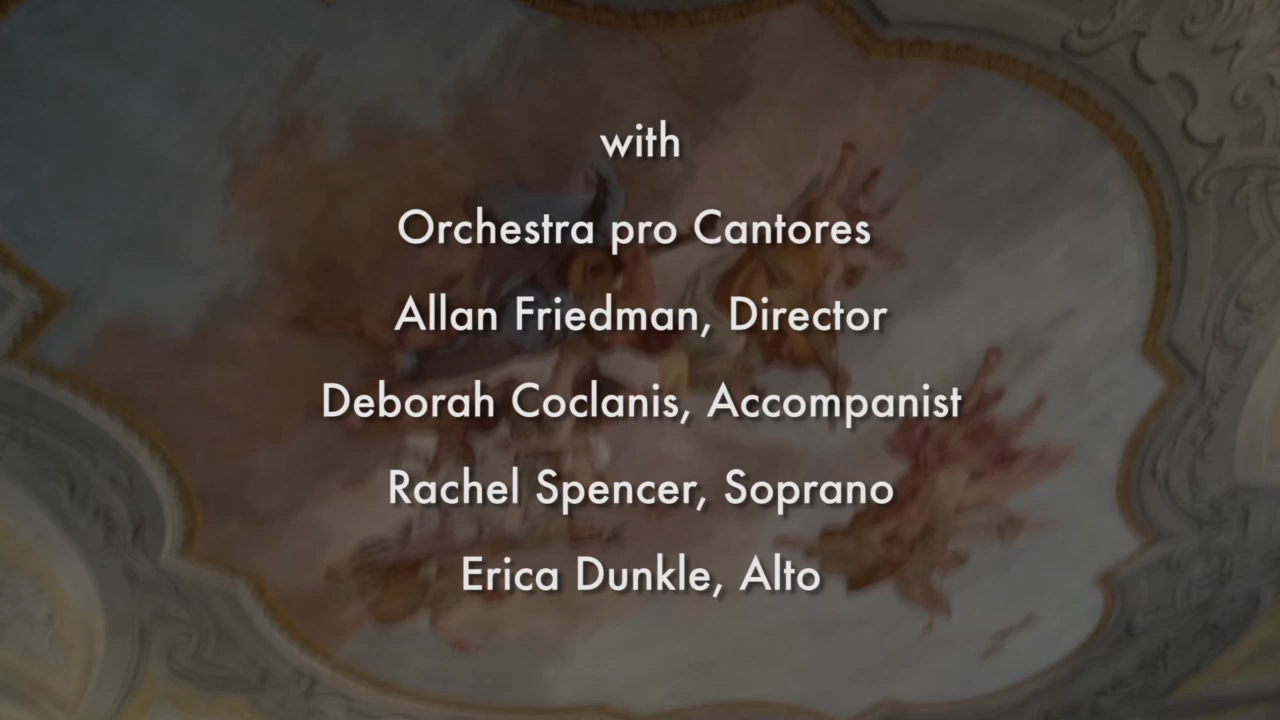 with
Orchestra pro Cantores
Allan Friedman, Director
Deborah Coclanis, Accompanist
Rachel Spencer, Soprano
Erica Dunkle, Alto